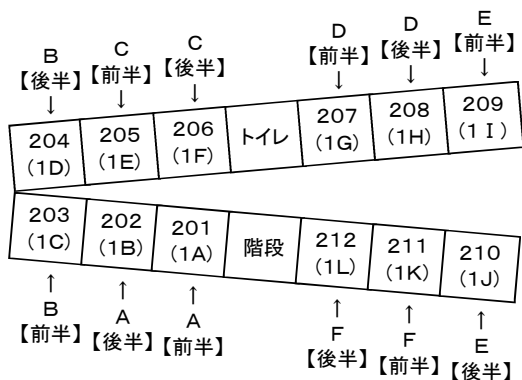 B
【後半】
↓
C
【前半】
↓
C
【後半】
↓
D
【前半】
↓
D
【後半】
↓
E
【前半】
↓
204
(1D)
205
(1E)
206
(1F)
トイレ
207
(1G)
208
(1H)
209
(1I)
203
(1C)
202
(1B)
201
(1A)
階段
212
(1L)
211
(1K)
210
(1J)
↑
B
【前半】
↑
A
【後半】
↑
A
【前半】
↑
F
【後半】
↑
F
【前半】
↑
E
【後半】